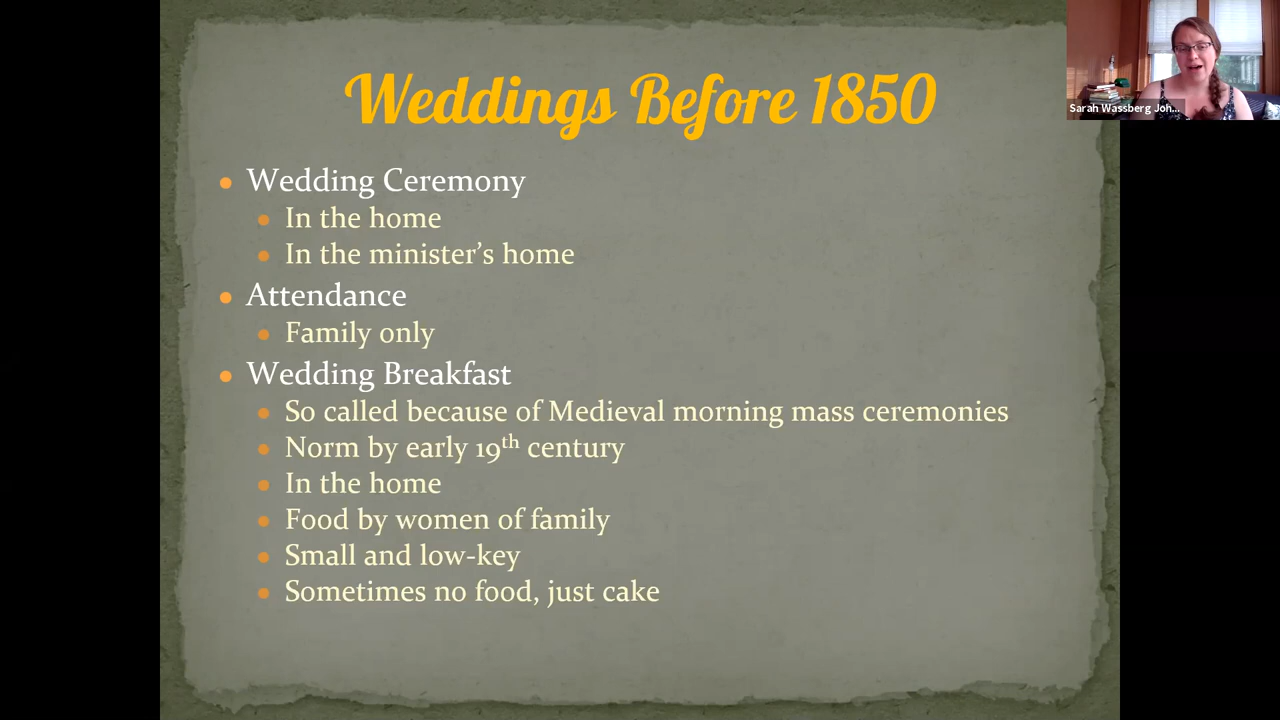 Weddings Before 1850
Sarah Wassberg Joh...
• Wedding Ceremony
• In the home
• In the minister's home
• Attendance
• Family only
• Wedding Breakfast
• So called because of Medieval morning mass ceremonies
• Norm by early 19th century
• In the home
• Food by women of family
• Small and low-key
• Sometimes no food, just cake